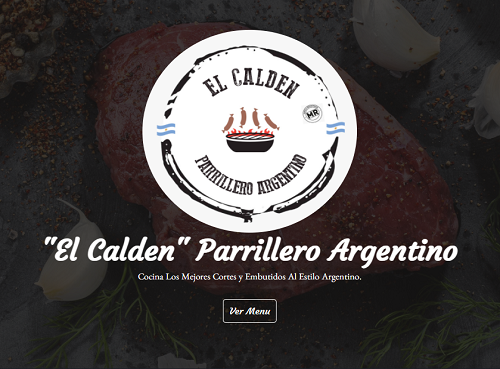 EL CALDEN
MR
PARRILLERO ARGENTINO
"El Calden" Parrillero Argentino
Cocina Los Mejores Cortes y Embutidos Al Estilo Argentino.
Ver Menu